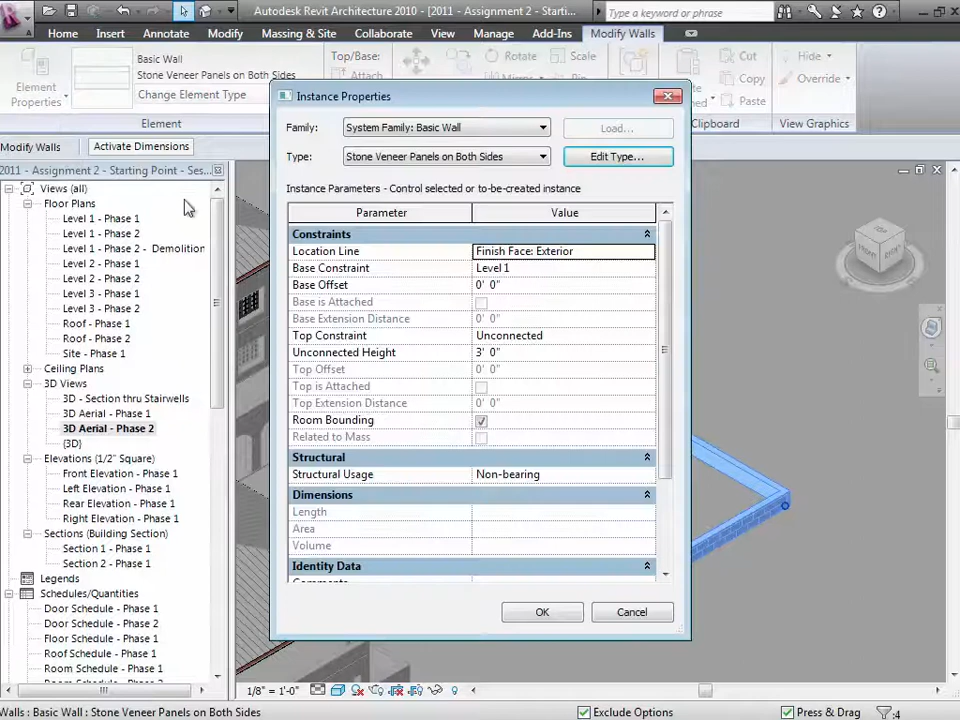 Autodesk Revit Architecture 2010 - [2011 - Assignment 2 - Starting Point - Ses...
Type a keyword or phrase
Home Insert Annotate Modify Massing & Site Collaborate View Manage Add-Ins Modify Walls
Element
Properties
Basic Wall
Stone Veneer Panels on Both Sides
Change Element Type
Top/Base:
Attach
Rotate
Scale
Cut
Copy
Paste
Hide
Override
Element
Clipboard
View Graphics
Modify Walls
Activate Dimensions
2011 - Assignment 2 - Starting Point - Ses...
Views (all)
Floor Plans
Level 1 - Phase 1
Level 1 - Phase 2
Level 1 - Phase 2 - Demolition
Level 2 - Phase 1
Level 2 - Phase 2
Level 3 - Phase 1
Level 3 - Phase 2
Roof - Phase 1
Roof - Phase 2
Site - Phase 1
Ceiling Plans
3D Views
3D - Section thru Stairwells
3D Aerial - Phase 1
3D Aerial - Phase 2
{3D}
Elevations (1/2" Square)
Front Elevation - Phase 1
Left Elevation - Phase 1
Rear Elevation - Phase 1
Right Elevation - Phase 1
Sections (Building Section)
Section 1 - Phase 1
Section 2 - Phase 1
Legends
Schedules/Quantities
Door Schedule - Phase 1
Door Schedule - Phase 2
Floor Schedule - Phase 1
Roof Schedule - Phase 1
Room Schedule - Phase 1
Instance Properties
Family: System Family: Basic Wall Load...
Type: Stone Veneer Panels on Both Sides Edit Type...
Instance Parameters - Control selected or to-be-created instance
Parameter Value
Constraints
Location Line Finish Face: Exterior
Base Constraint Level 1
Base Offset 0' 0"
Base is Attached
Base Extension Distance 0' 0"
Top Constraint Unconnected
Unconnected Height 3' 0"
Top Offset 0' 0"
Top is Attached
Top Extension Distance 0' 0"
Room Bounding
Related to Mass
Structural
Structural Usage Non-bearing
Dimensions
Length
Area
Volume
Identity Data
OK Cancel
TOP
FRONT
1/8" = 1'-0"
Walls : Basic Wall : Stone Veneer Panels on Both Sides
Exclude Options
Press & Drag
:4